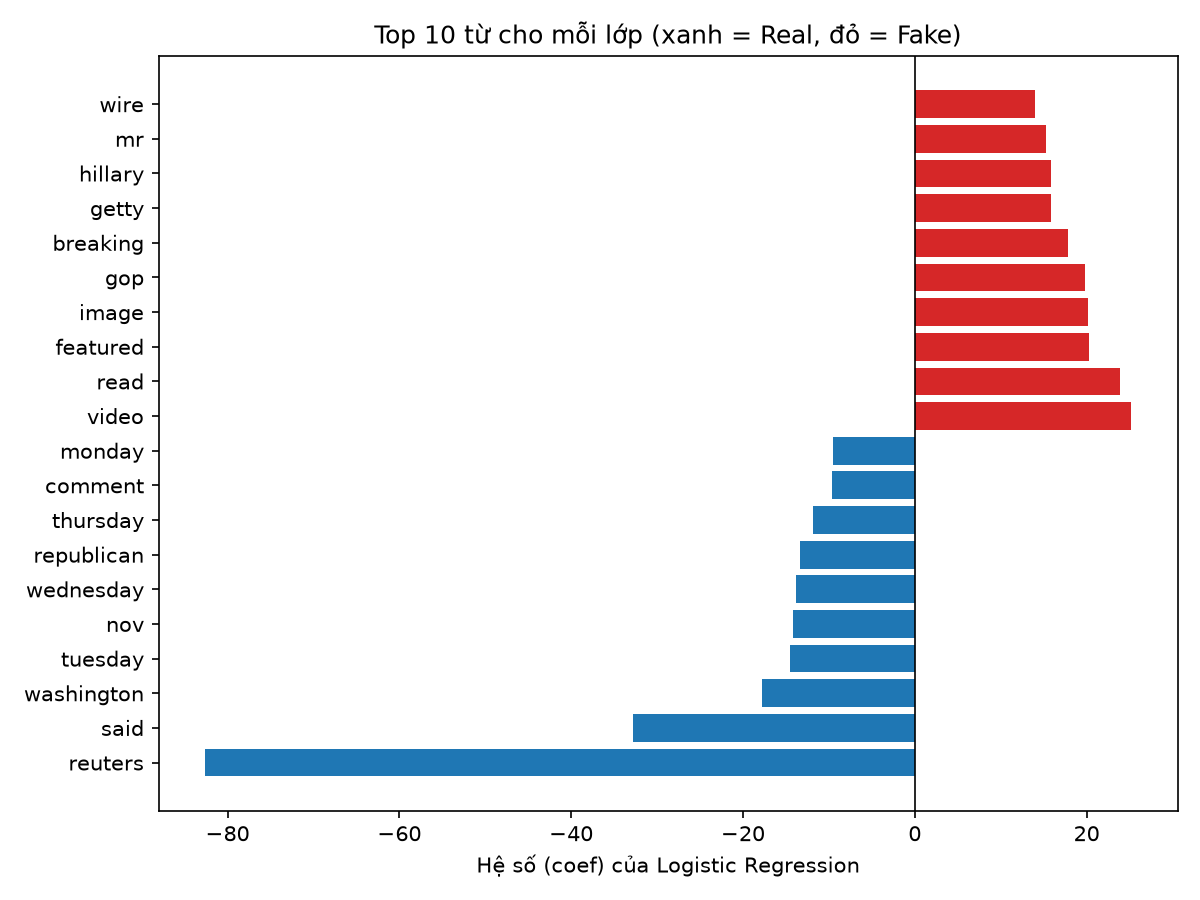 Top 10 từ cho mỗi lớp (xanh = Real, đỏ = Fake)
wire
mr
hillary
getty
breaking
gop
image
featured
read
video
monday
comment
thursday
republican
wednesday
nov
tuesday
washington
said
reuters
−80 −60 −40 −20 0 20
Hệ số (coef) của Logistic Regression